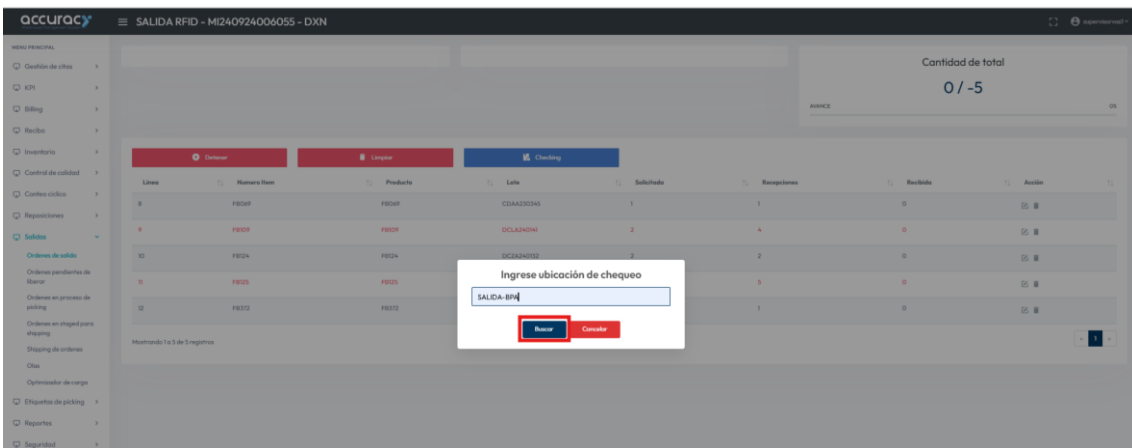 accuracy
SALIDA RFID - MI240924006055 - DXN
MENU PRINCIPAL
Gestión de citas
KPI
Billing
Recibo
Inventario
Control de calidad
Conteo cíclico
Reposiciones
Salidas
Ordenes de salida
Ordenes pendientes de liberar
Ordenes en proceso de picking
Ordenes en staged para shipping
Shipping de ordenes
Olas
Optimizador de carga
Etiquetas de picking
Reportes
Seguridad
Cantidad de total
0 / -5
AVANCE 0%
Detener Limpiar Checking
Linea Numero Item Producto Lote Solicitado Recepciones Recibida Acción
8 FB069 FB069 CDAA230345 1 1 0
9 FB109 FB109 DCLA240141 2 4 0
10 FB124 FB124 DCZA240132 2 2 0
11 FB125 FB125 5 0
12 FB372 FB372 1 0
Mostrando 1 a 5 de 5 registros
1
Ingrese ubicación de chequeo
SALIDA-BPA
Buscar Cancelar